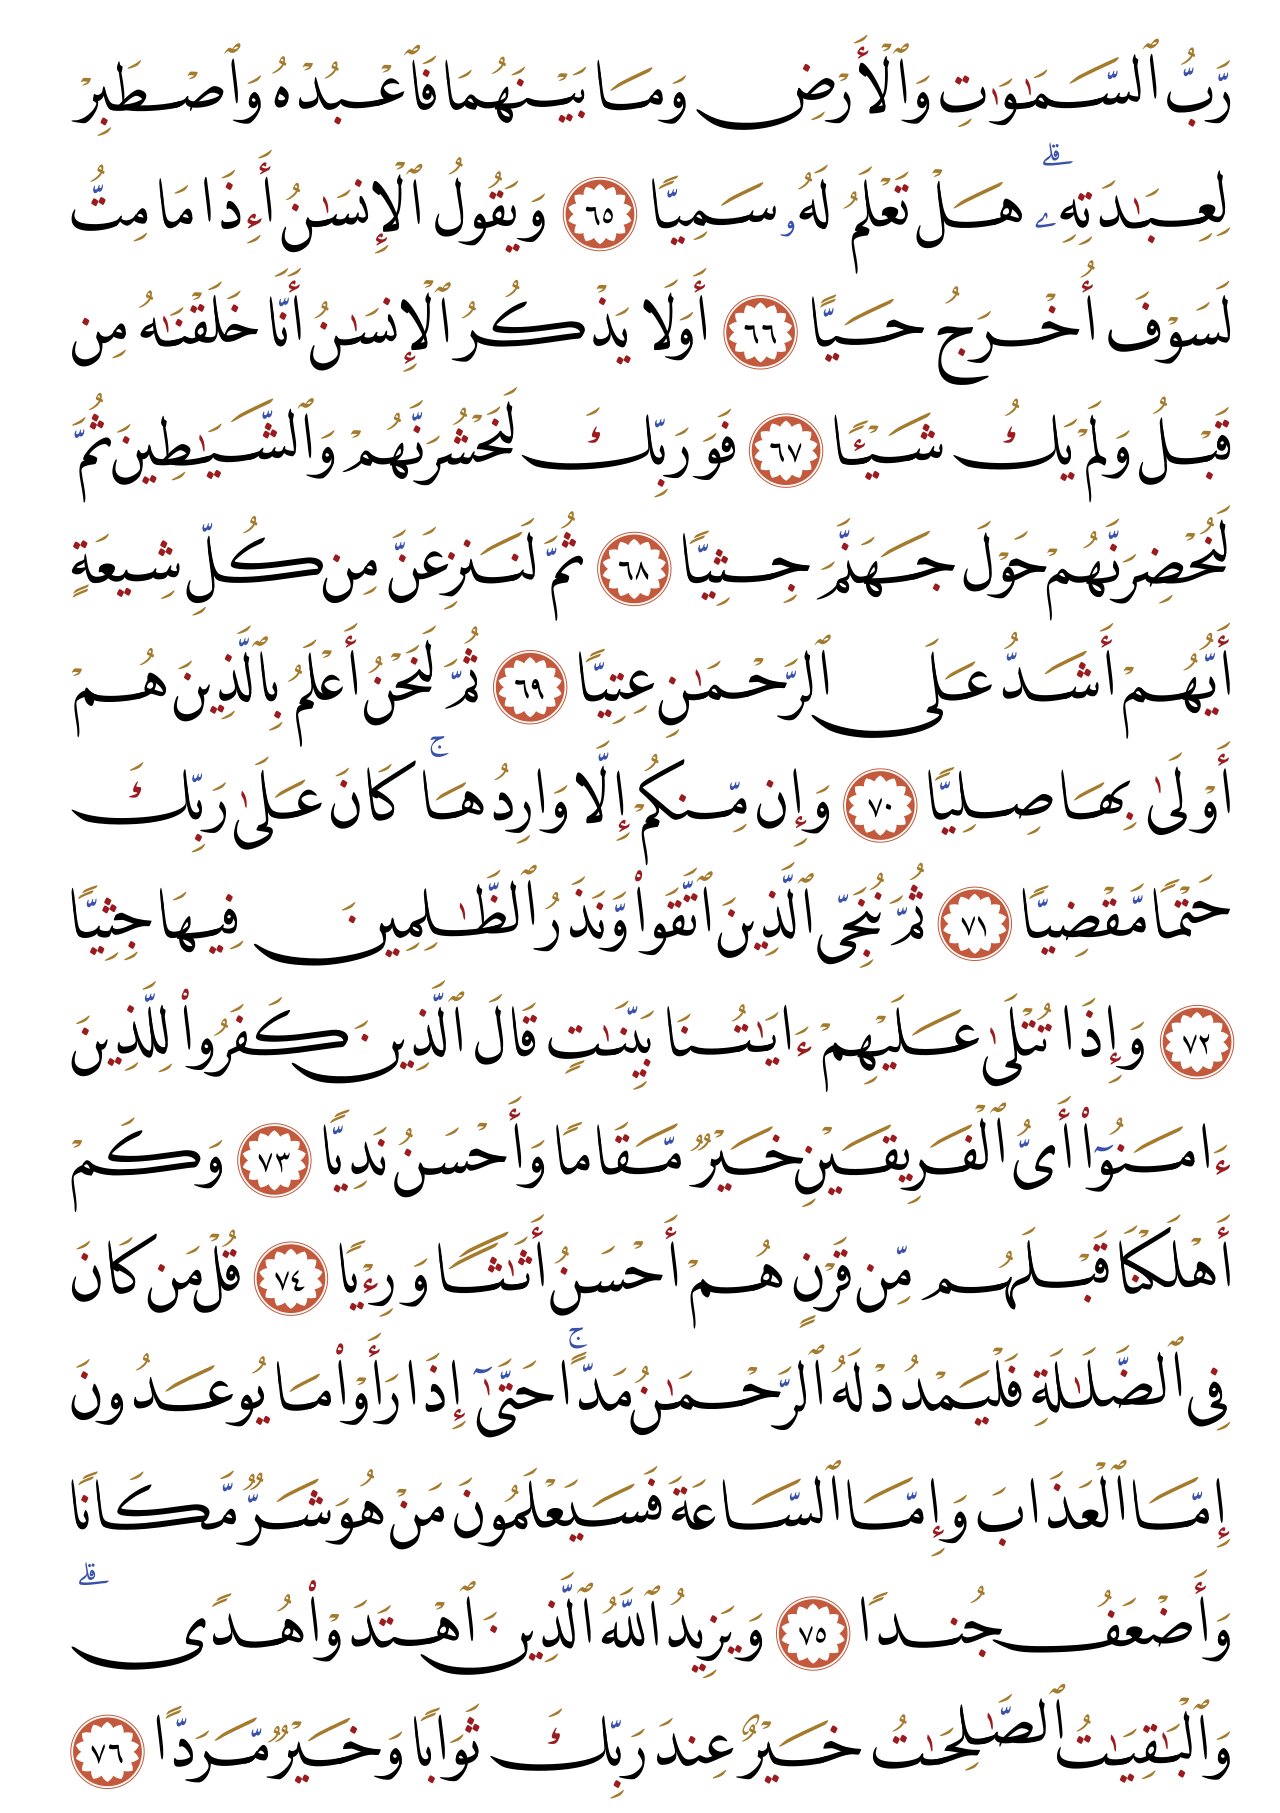 رَّبُّ ٱلسَّمَٰوَٰتِ وَٱلْأَرْضِ وَمَا بَيْنَهُمَا فَٱعْبُدْهُ وَٱصْطَبِرْ
لِعِبَٰدَتِهِۦ ۖ هَلْ تَعْلَمُ لَهُۥ سَمِيًّا ٦٥ وَيَقُولُ ٱلْإِنسَٰنُ أَءِذَا مَا مِتُّ
لَسَوْفَ أُخْرَجُ حَيًّا ٦٦ أَوَلَا يَذْكُرُ ٱلْإِنسَٰنُ أَنَّا خَلَقْنَٰهُ مِن
قَبْلُ وَلَمْ يَكُ شَيْـًٔا ٦٧ فَوَرَبِّكَ لَنَحْشُرَنَّهُمْ وَٱلشَّيَٰطِينَ ثُمَّ
لَنُحْضِرَنَّهُمْ حَوْلَ جَهَنَّمَ جِثِيًّا ٦٨ ثُمَّ لَنَنزِعَنَّ مِن كُلِّ شِيعَةٍ
أَيُّهُمْ أَشَدُّ عَلَى ٱلرَّحْمَٰنِ عِتِيًّا ٦٩ ثُمَّ لَنَحْنُ أَعْلَمُ بِٱلَّذِينَ هُمْ
أَوْلَىٰ بِهَا صِلِيًّا ٧٠ وَإِن مِّنكُمْ إِلَّا وَارِدُهَا ۚ كَانَ عَلَىٰ رَبِّكَ
حَتْمًا مَّقْضِيًّا ٧١ ثُمَّ نُنَجِّى ٱلَّذِينَ ٱتَّقَوا۟ وَّنَذَرُ ٱلظَّٰلِمِينَ فِيهَا جِثِيًّا
٧٢ وَإِذَا تُتْلَىٰ عَلَيْهِمْ ءَايَٰتُنَا بَيِّنَٰتٍ قَالَ ٱلَّذِينَ كَفَرُوا۟ لِلَّذِينَ
ءَامَنُوٓا۟ أَىُّ ٱلْفَرِيقَيْنِ خَيْرٌ مَّقَامًا وَأَحْسَنُ نَدِيًّا ٧٣ وَكَمْ
أَهْلَكْنَا قَبْلَهُم مِّن قَرْنٍ هُمْ أَحْسَنُ أَثَٰثًا وَرِءْيًا ٧٤ قُلْ مَن كَانَ
فِى ٱلضَّلَٰلَةِ فَلْيَمْدُدْ لَهُ ٱلرَّحْمَٰنُ مَدًّا ۚ حَتَّىٰٓ إِذَا رَأَوْا۟ مَا يُوعَدُونَ
إِمَّا ٱلْعَذَابَ وَإِمَّا ٱلسَّاعَةَ فَسَيَعْلَمُونَ مَنْ هُوَ شَرٌّ مَّكَانًا
وَأَضْعَفُ جُندًا ٧٥ وَيَزِيدُ ٱللَّهُ ٱلَّذِينَ ٱهْتَدَوْا۟ هُدًى ۗ
وَٱلْبَٰقِيَٰتُ ٱلصَّٰلِحَٰتُ خَيْرٌ عِندَ رَبِّكَ ثَوَابًا وَخَيْرٌ مَّرَدًّا ٧٦